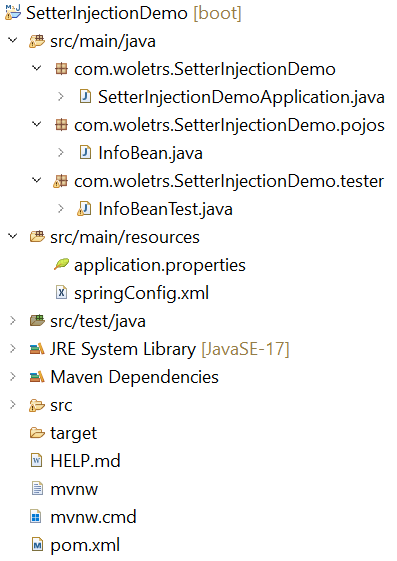 SetterInjectionDemo [boot]
src/main/java
com.woletrs.SetterInjectionDemo
SetterInjectionDemoApplication.java
com.woletrs.SetterInjectionDemo.pojos
InfoBean.java
com.woletrs.SetterInjectionDemo.tester
InfoBeanTest.java
src/main/resources
application.properties
springConfig.xml
src/test/java
JRE System Library [JavaSE-17]
Maven Dependencies
src
target
HELP.md
mvnw
mvnw.cmd
pom.xml